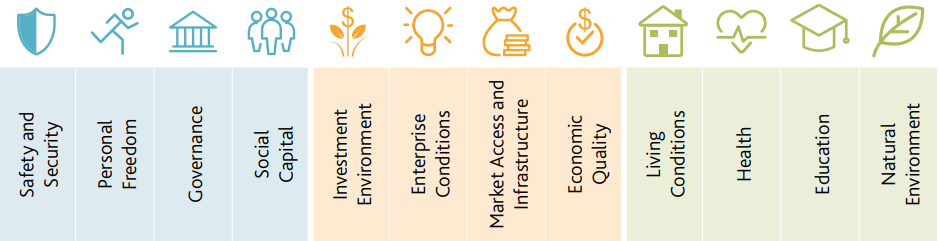 Safety and
Security
Personal
Freedom
Governance
Social
Capital
Investment
Environment
Enterprise
Conditions
Market Access and
Infrastructure
Economic
Quality
Living
Conditions
Health
Education
Natural
Environment